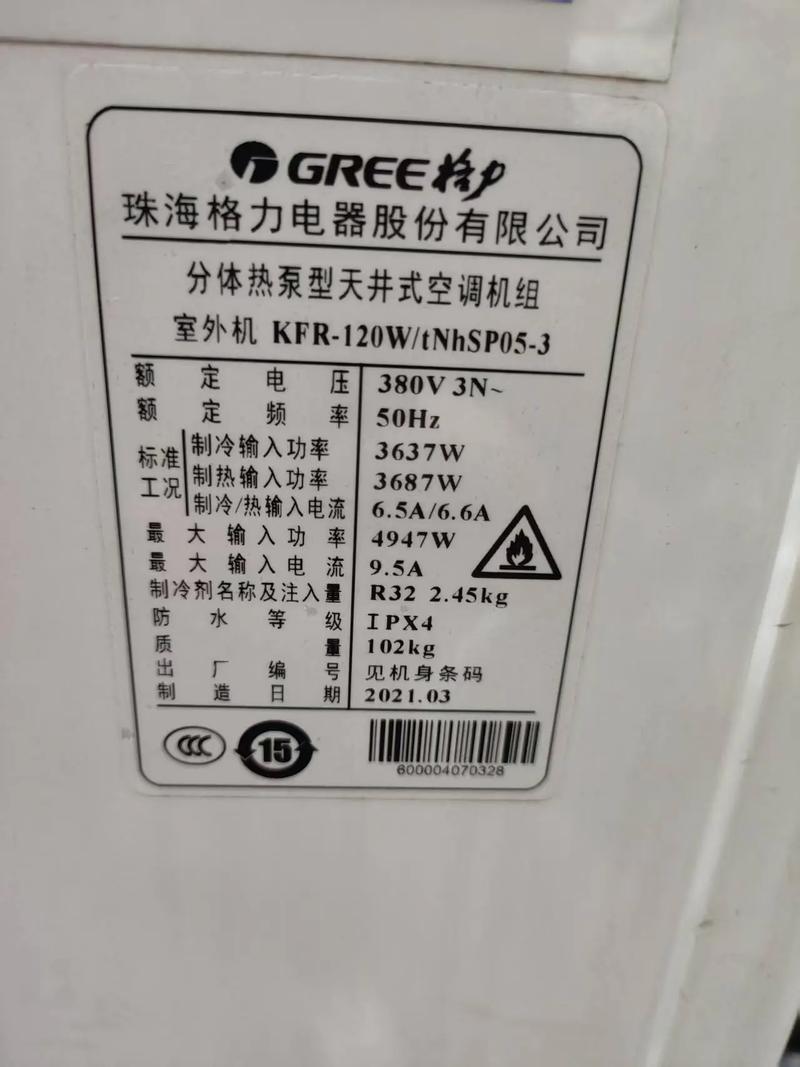 GREE格力
珠海格力电器股份有限公司
分体热泵型天井式空调机组
室外机 KFR-120W/tNhSP05-3
额定电压 380V 3N~
额定频率 50Hz
标准工况 制冷输入功率 3637W
制热输入功率 3687W
制冷/热输入电流 6.5A/6.6A
最大输入功率 4947W
最大输入电流 9.5A
制冷剂名称及注入量 R32 2.45kg
防水等级 IPX4
质量 102kg
出厂编号 见机身条码
制造日期 2021.03
CCC 15
600004070328